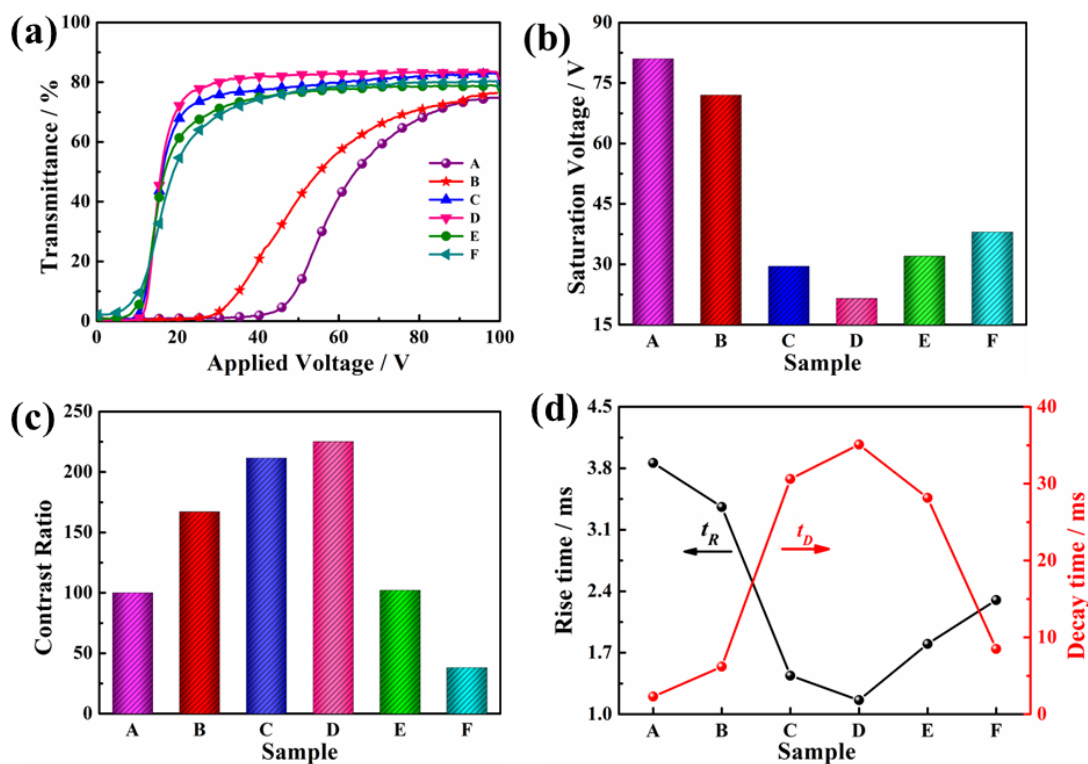 (a)
Transmittance / %
100
80
60
40
20
0
0 20 40 60 80 100
Applied Voltage / V
A
B
C
D
E
F
(b)
Saturation Voltage / V
90
75
60
45
30
15
A B C D E F
Sample
(c)
Contrast Ratio
250
200
150
100
50
0
A B C D E F
Sample
(d)
Rise time / ms
4.5
3.8
3.1
2.4
1.7
1.0
tR
tD
A B C D E F
Sample
40
30
20
10
0
Decay time / ms